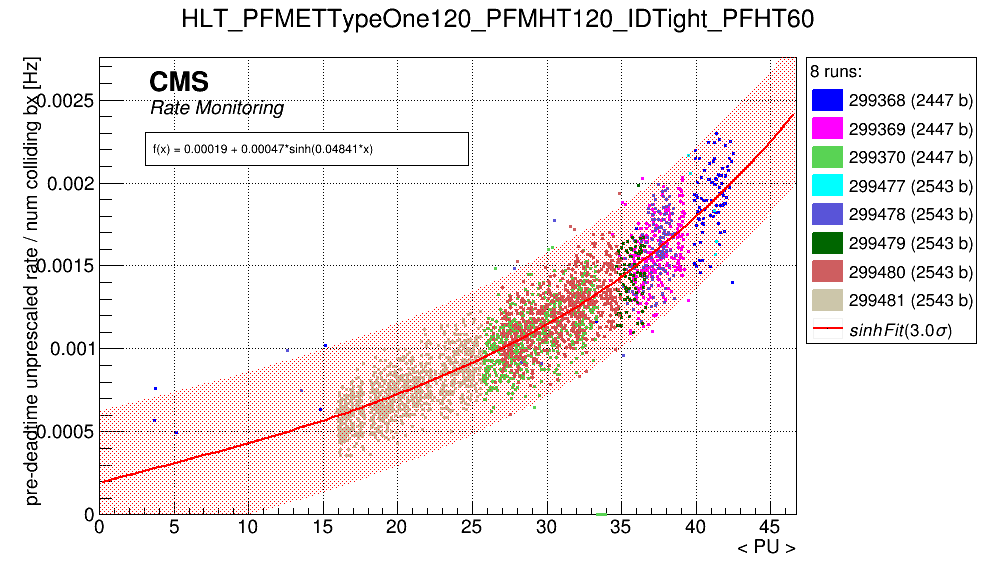 HLT_PFMETTypeOne120_PFMHT120_IDTight_PFHT60
pre-deadtime unprescaled rate / num colliding bx [Hz]
CMS
Rate Monitoring
f(x) = 0.00019 + 0.00047*sinh(0.04841*x)
0.0025
0.002
0.0015
0.001
0.0005
0
0 5 10 15 20 25 30 35 40 45
< PU >
8 runs:
299368 (2447 b)
299369 (2447 b)
299370 (2447 b)
299477 (2543 b)
299478 (2543 b)
299479 (2543 b)
299480 (2543 b)
299481 (2543 b)
sinhFit(3.0σ)